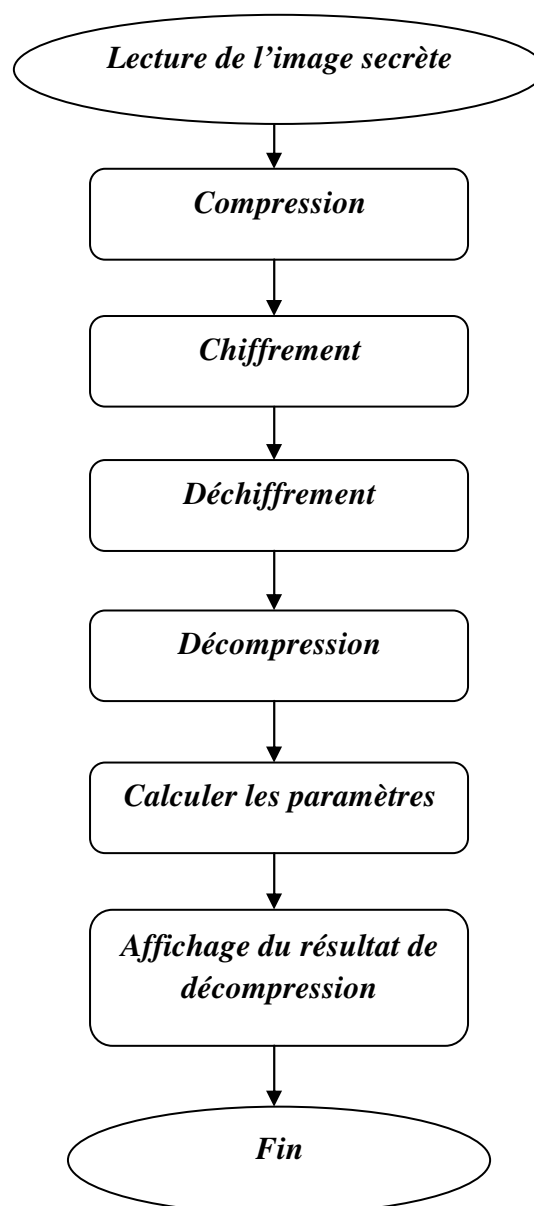 Lecture de l’image secrète
Compression
Chiffrement
Déchiffrement
Décompression
Calculer les paramètres
Affichage du résultat de
décompression
Fin